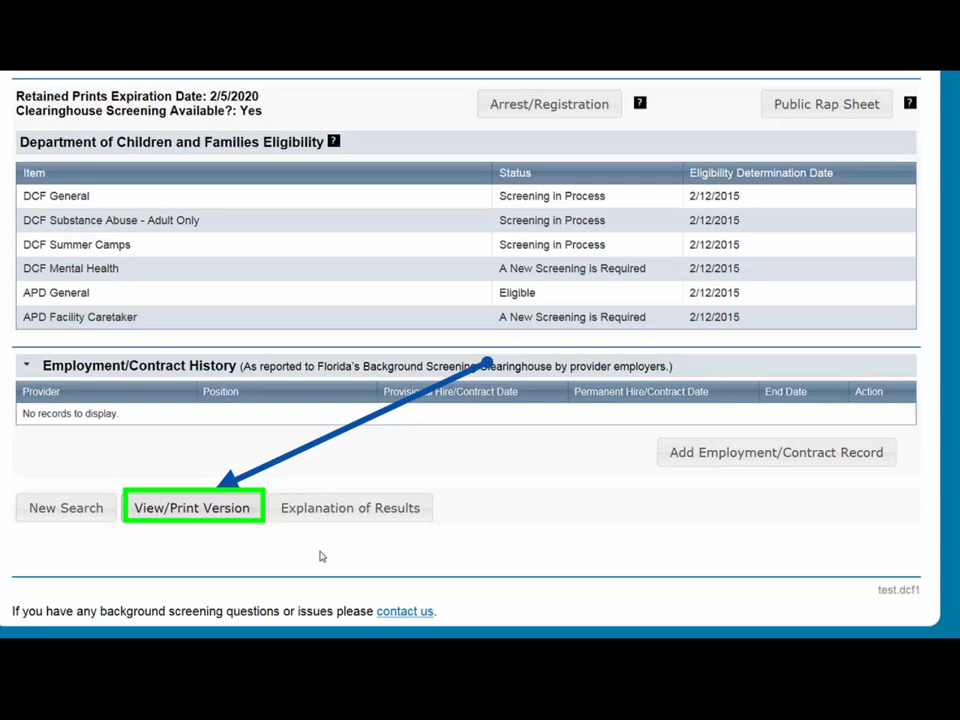 Retained Prints Expiration Date: 2/5/2020
Clearinghouse Screening Available?: Yes
Arrest/Registration ?
Public Rap Sheet ?
Department of Children and Families Eligibility ?
Item Status Eligibility Determination Date
DCF General Screening in Process 2/12/2015
DCF Substance Abuse - Adult Only Screening in Process 2/12/2015
DCF Summer Camps Screening in Process 2/12/2015
DCF Mental Health A New Screening is Required 2/12/2015
APD General Eligible 2/12/2015
APD Facility Caretaker A New Screening is Required 2/12/2015
Employment/Contract History (As reported to Florida's Background Screening Clearinghouse by provider employers.)
Provider Position Provisional Hire/Contract Date Permanent Hire/Contract Date End Date Action
No records to display.
Add Employment/Contract Record
New Search View/Print Version Explanation of Results
test.dcf1
If you have any background screening questions or issues please contact us.